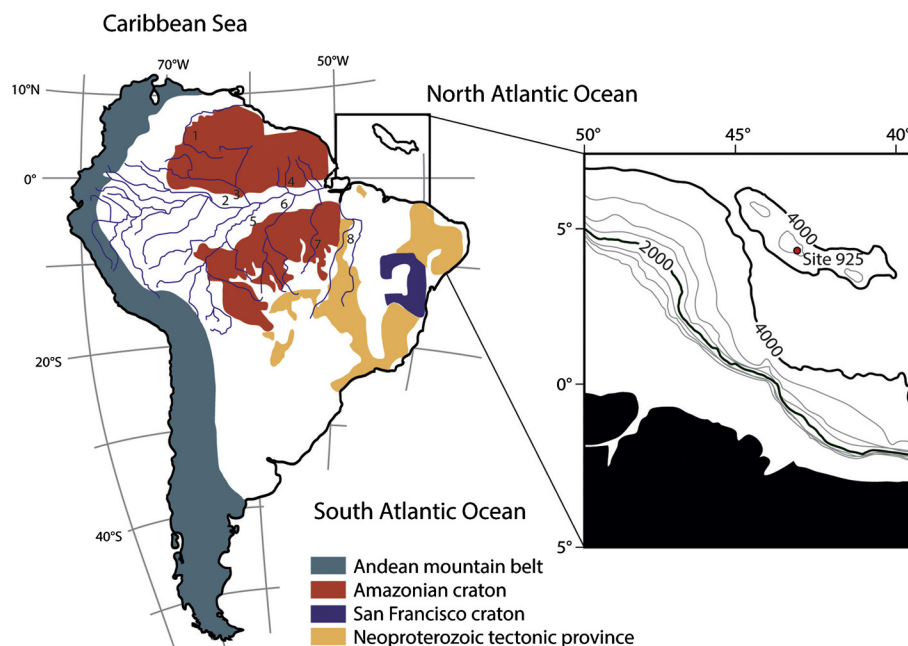 Caribbean Sea
70°W
50°W
10°N
North Atlantic Ocean
50°
45°
40°
1
0°
4
3
2
6
5
7
8
5°
4000
Site 925
2000
4000
0°
20°S
40°S
South Atlantic Ocean
5°
Andean mountain belt
Amazonian craton
San Francisco craton
Neoproterozoic tectonic province